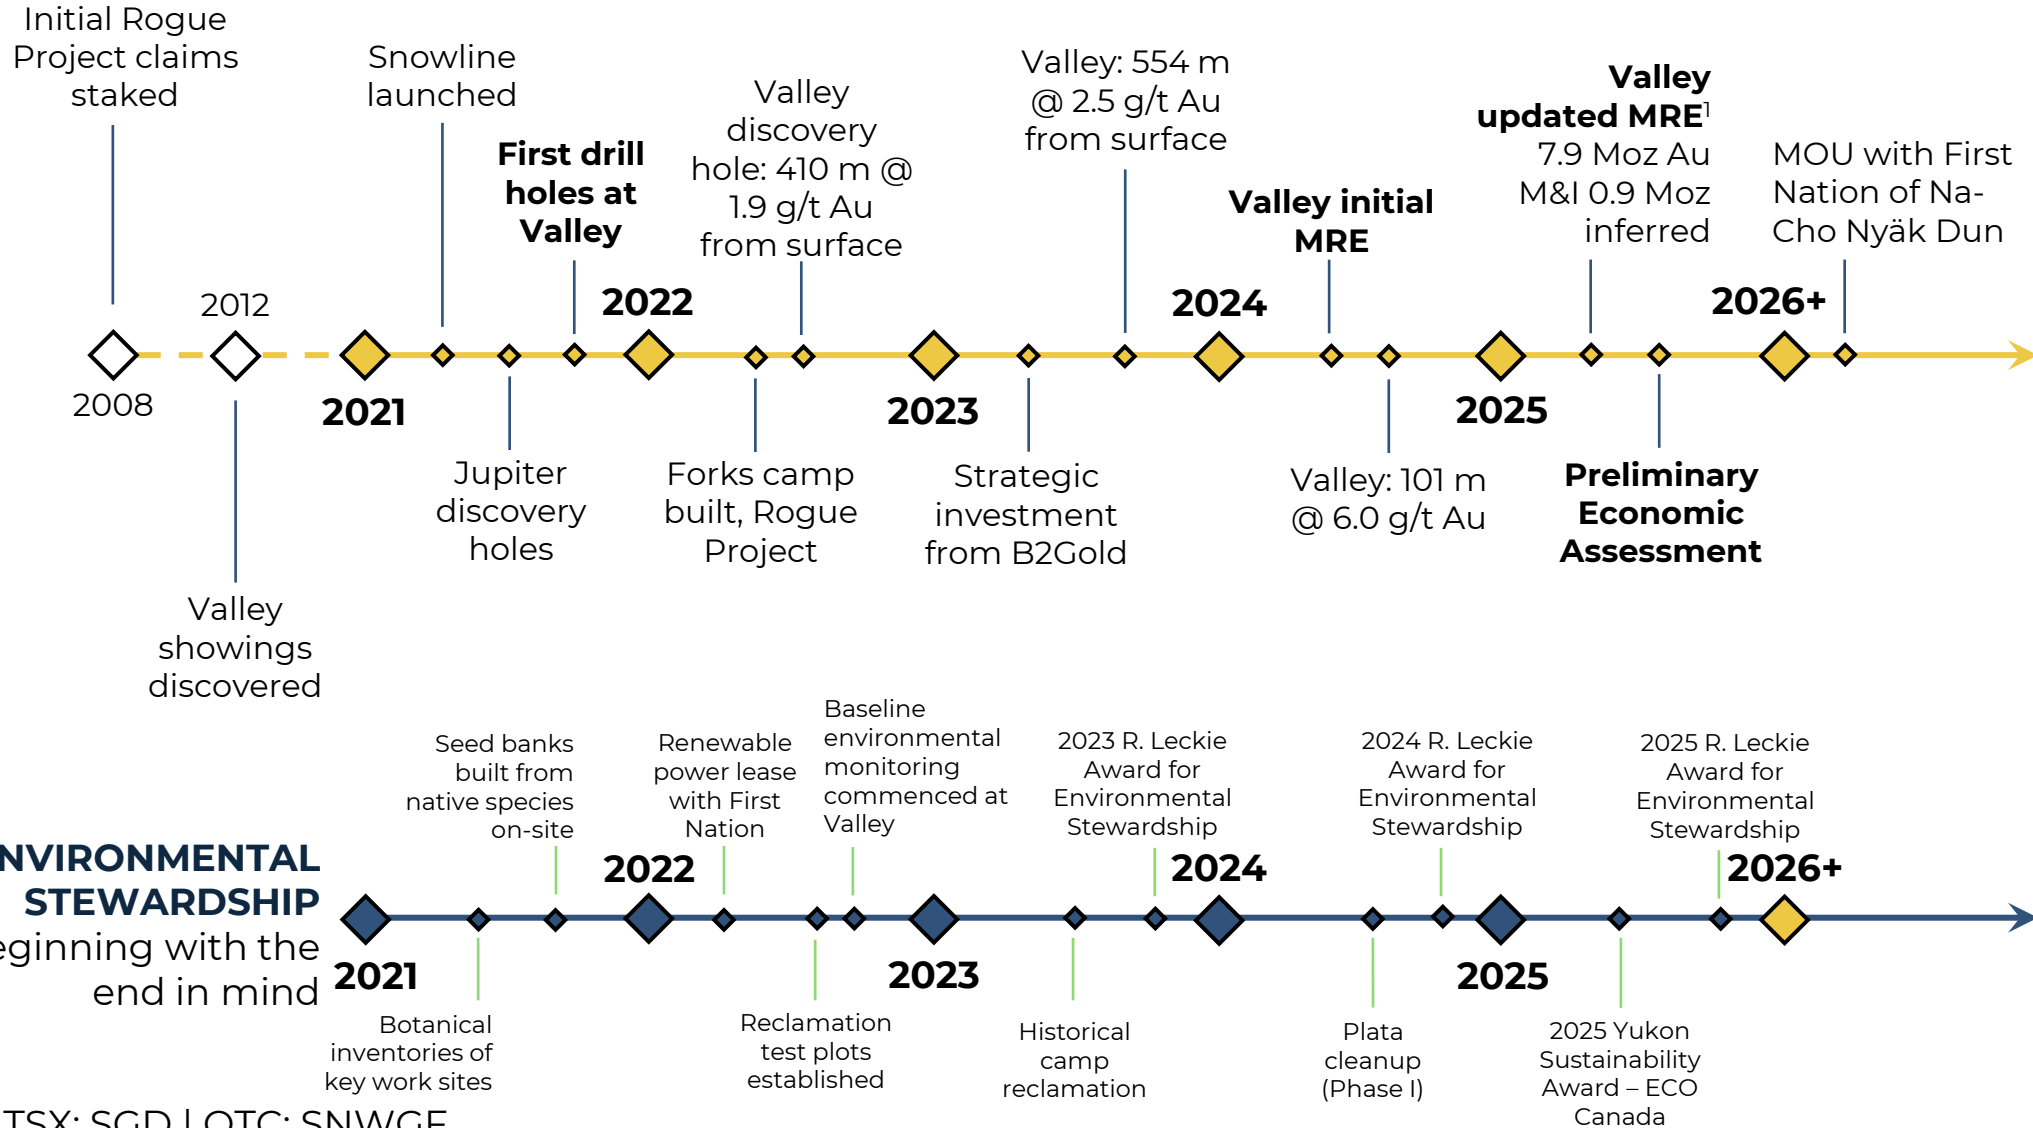 Initial Rogue
Project claims
staked
Snowline
launched
First drill
holes at
Valley
Valley
discovery
hole: 410 m @
1.9 g/t Au
from surface
Valley: 554 m
@ 2.5 g/t Au
from surface
Valley initial
MRE
Valley
updated MRE¹
7.9 Moz Au
M&I 0.9 Moz
inferred
MOU with First
Nation of Na-
Cho Nyäk Dun
2008
2012
2021
2022
2023
2024
2025
2026+
Valley
showings
discovered
Jupiter
discovery
holes
Forks camp
built, Rogue
Project
Strategic
investment
from B2Gold
Valley: 101 m
@ 6.0 g/t Au
Preliminary
Economic
Assessment
NVIRONMENTAL
STEWARDSHIP
eginning with the
end in mind
Seed banks
built from
native species
on-site
Renewable
power lease
with First
Nation
Baseline
environmental
monitoring
commenced at
Valley
2023 R. Leckie
Award for
Environmental
Stewardship
2024 R. Leckie
Award for
Environmental
Stewardship
2025 R. Leckie
Award for
Environmental
Stewardship
2021
2022
2023
2024
2025
2026+
Botanical
inventories of
key work sites
Reclamation
test plots
established
Historical
camp
reclamation
Plata
cleanup
(Phase I)
2025 Yukon
Sustainability
Award – ECO
Canada
TSX: SGD | OTC: SNWGF